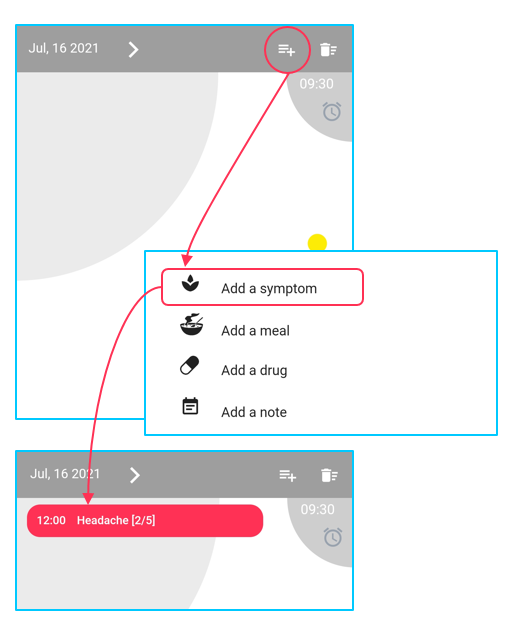 Jul, 16 2021
09:30
Add a symptom
Add a meal
Add a drug
Add a note
Jul, 16 2021
09:30
12:00 Headache [2/5]